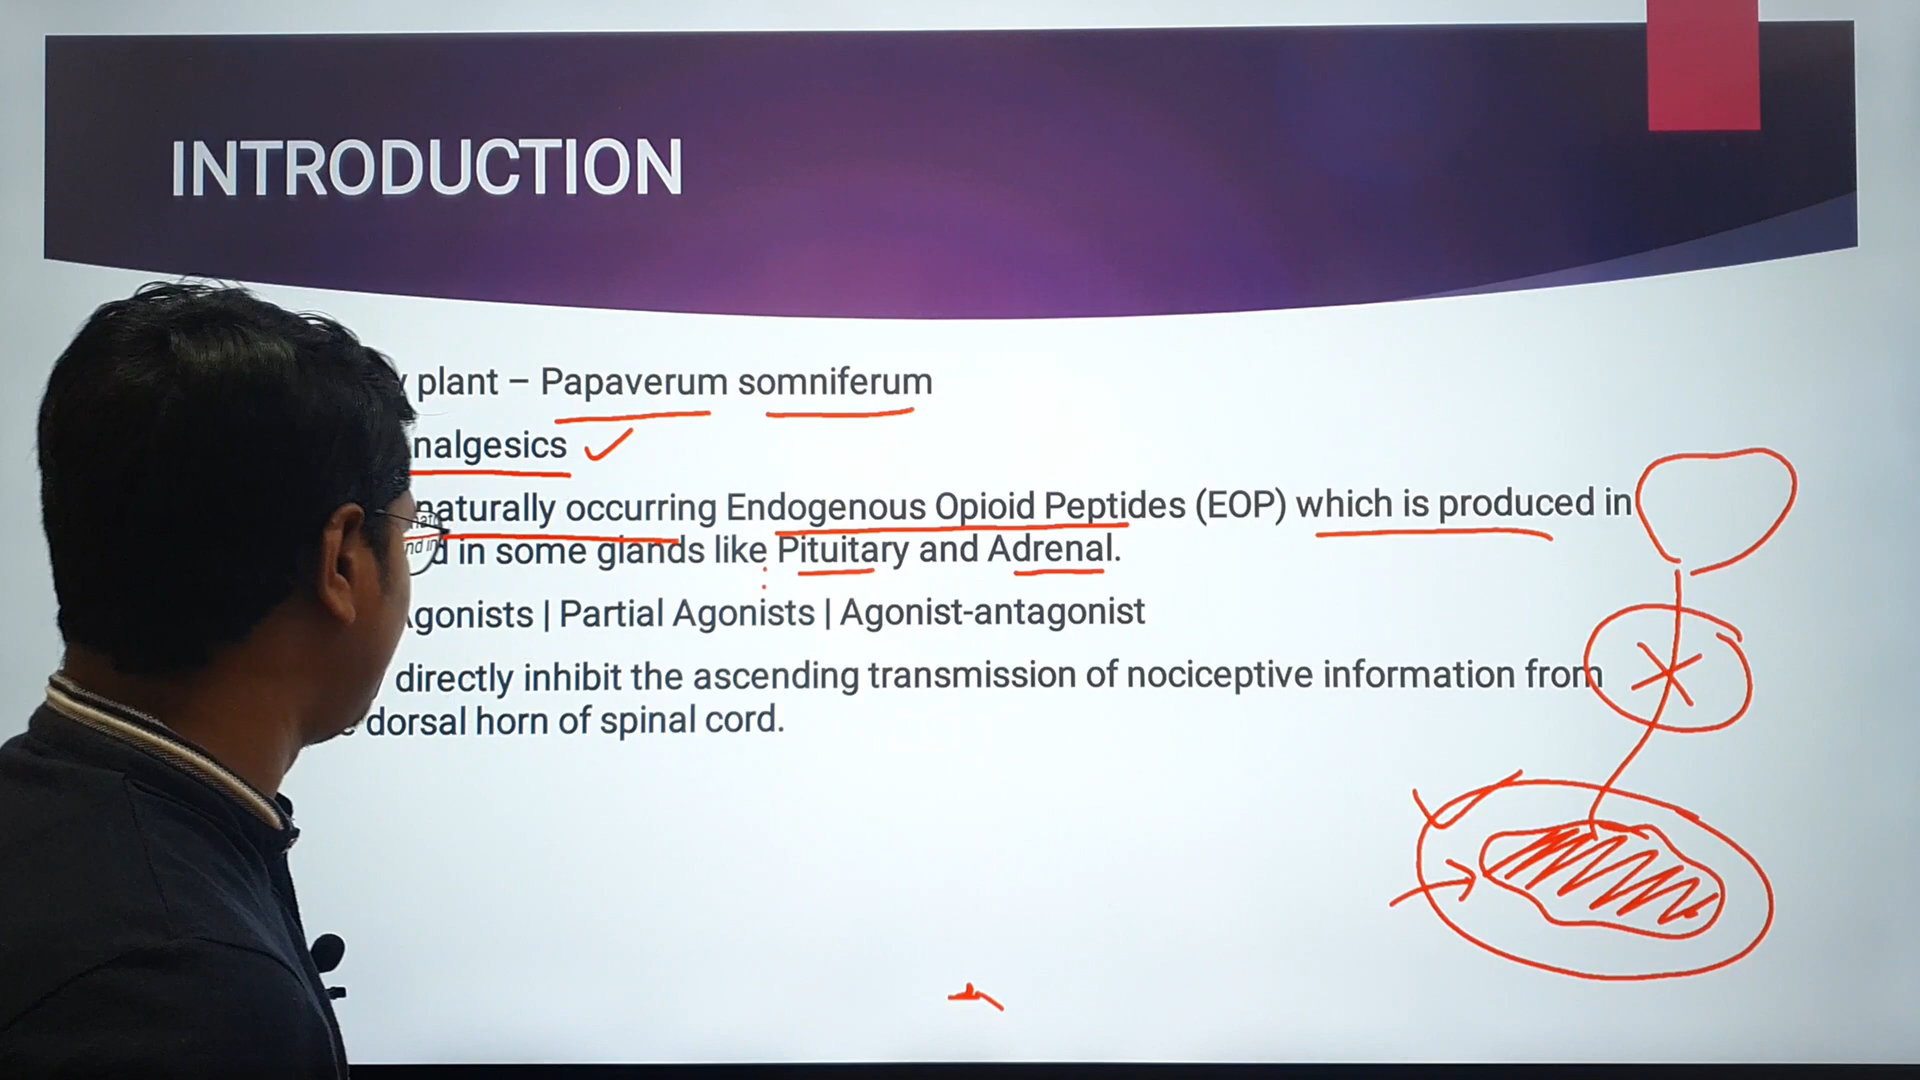 INTRODUCTION
plant – Papaverum somniferum
nalgesics
naturally occurring Endogenous Opioid Peptides (EOP) which is produced in
in some glands like Pituitary and Adrenal.
gonists | Partial Agonists | Agonist-antagonist
directly inhibit the ascending transmission of nociceptive information from
dorsal horn of spinal cord.